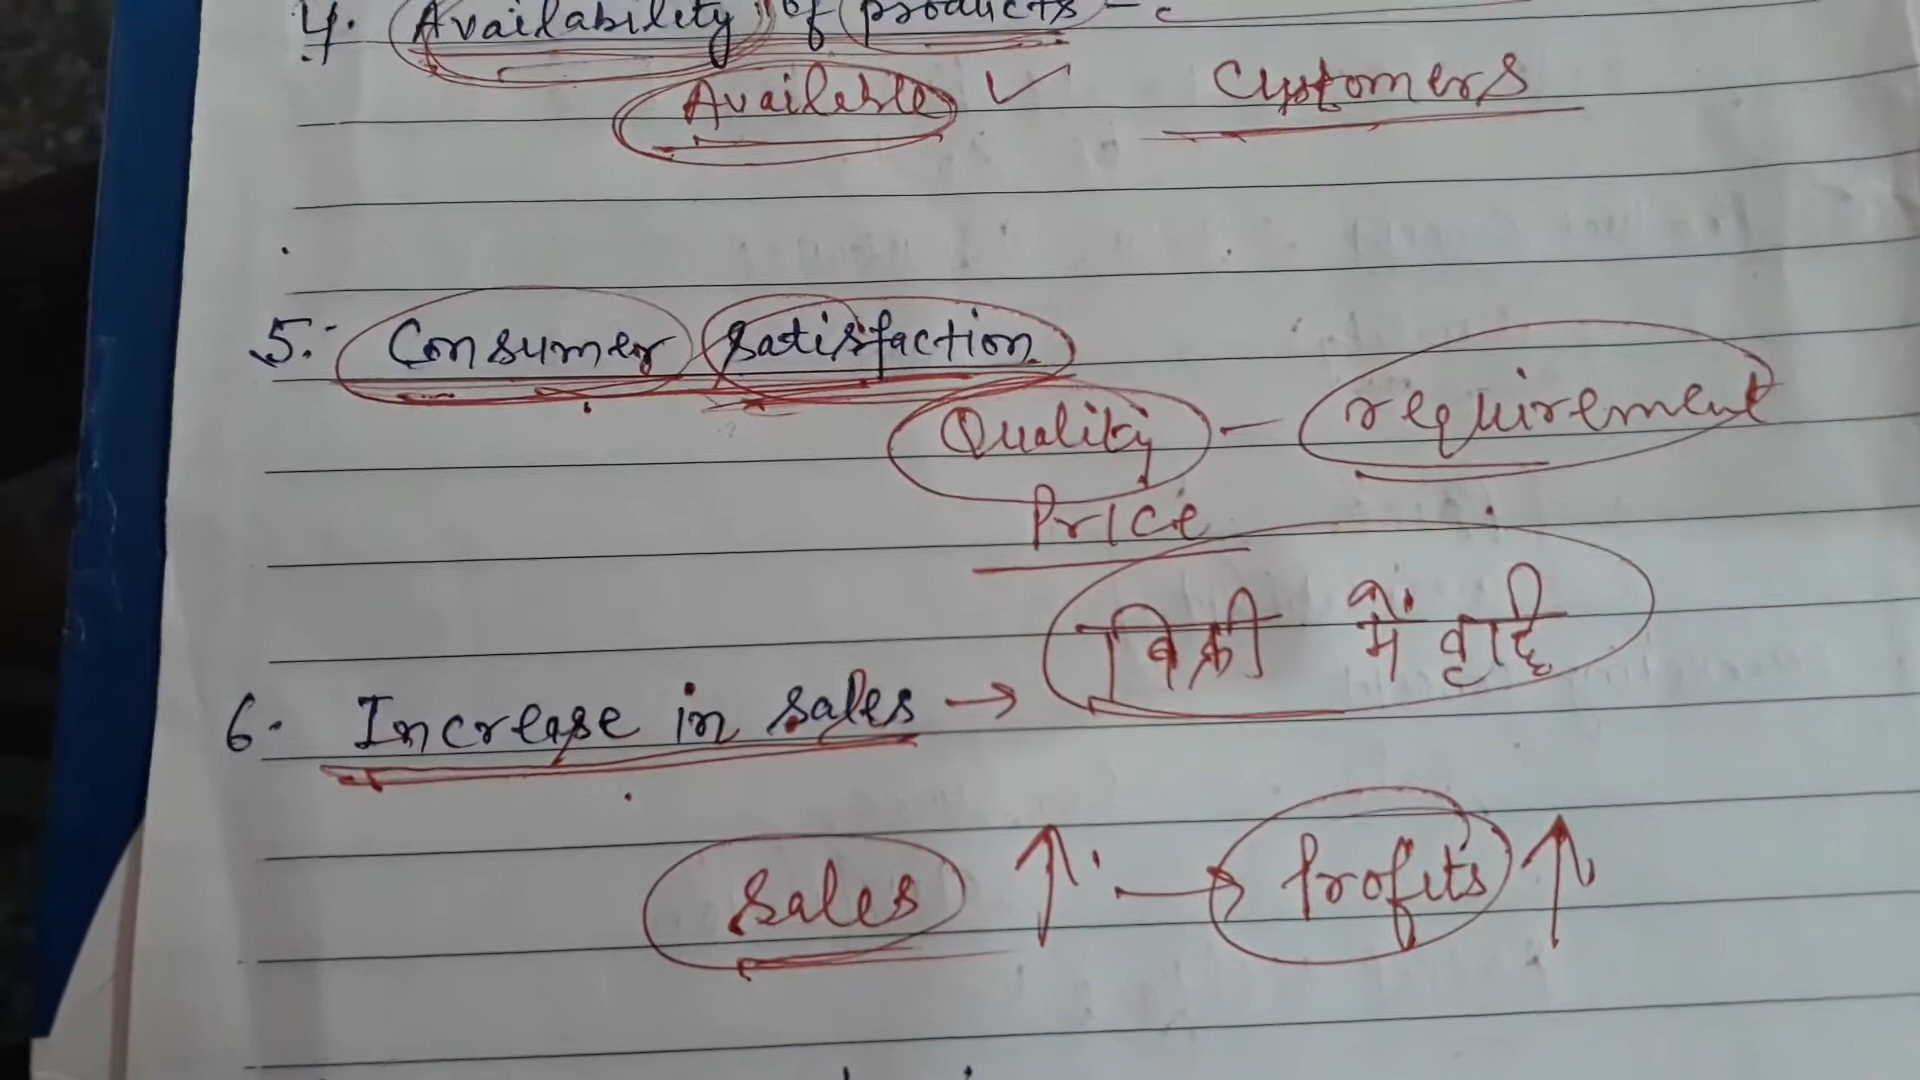 4. Availability of products -
Available ✓ Customers
5. Consumer satisfaction
Quality - requirement
Price
बिक्री में वृद्धि
6. Increase in sales →
Sales ↑ → Profits ↑